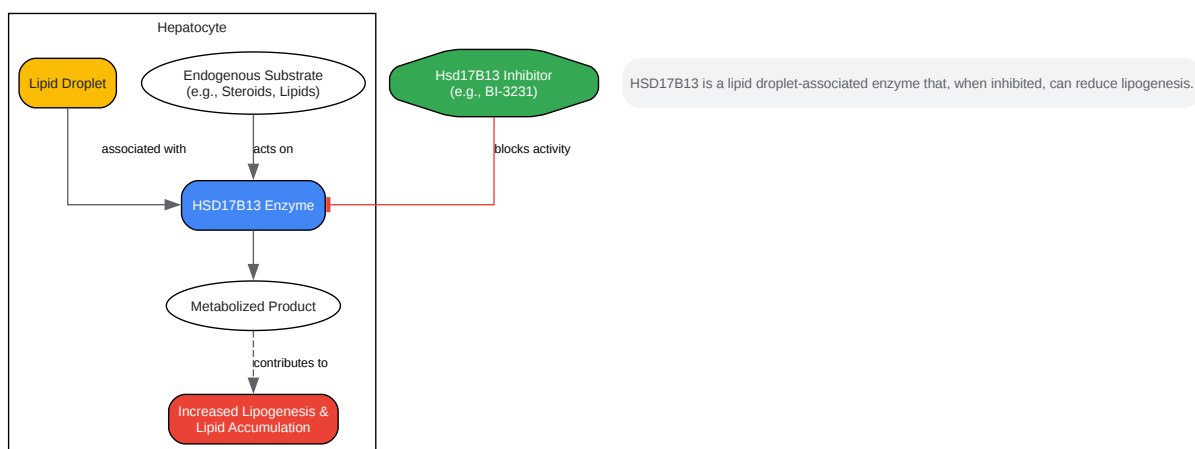 Hepatocyte
Lipid Droplet
Endogenous Substrate
(e.g., Steroids, Lipids)
Hsd17B13 Inhibitor
(e.g., BI-3231)
HSD17B13 is a lipid droplet-associated enzyme that, when inhibited, can reduce lipogenesis.
associated with
acts on
blocks activity
HSD17B13 Enzyme
Metabolized Product
contributes to
Increased Lipogenesis &
Lipid Accumulation